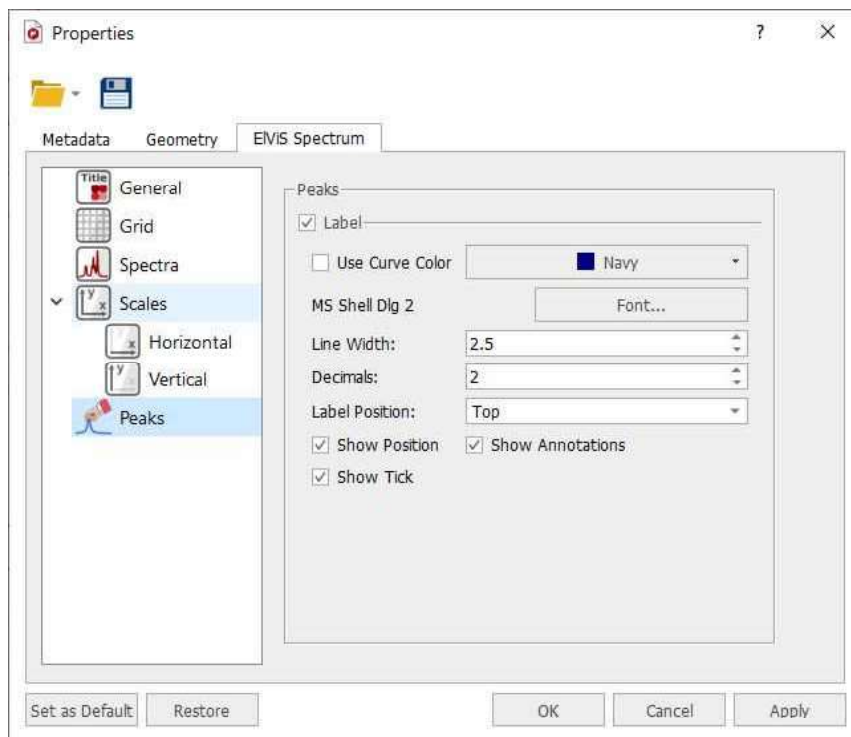 Properties
?
Metadata Geometry ElViS Spectrum
Title
General
Grid
Spectra
y x Scales
x Horizontal
y Vertical
Peaks
Peaks
Label
Use Curve Color Navy
MS Shell Dlg 2 Font...
Line Width: 2.5
Decimals: 2
Label Position: Top
Show Position Show Annotations
Show Tick
Set as Default Restore OK Cancel Apply